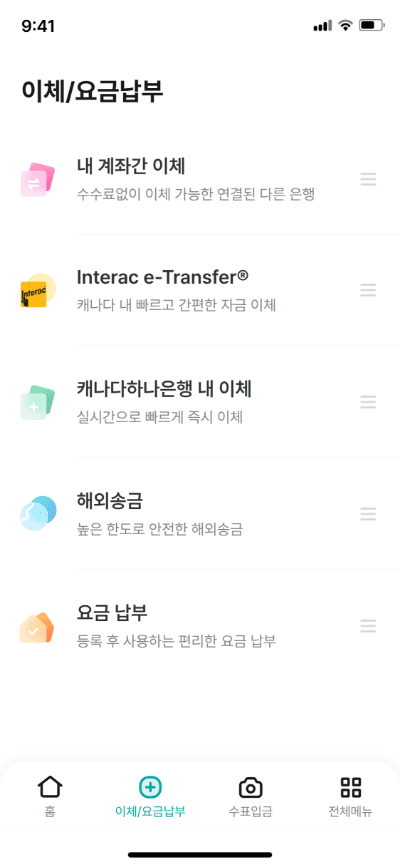 9:41
이체/요금납부
내 계좌간 이체
수수료없이 이체 가능한 연결된 다른 은행
Interac
Interac e-Transfer®
캐나다 내 빠르고 간편한 자금 이체
캐나다하나은행 내 이체
실시간으로 빠르게 즉시 이체
해외송금
높은 한도로 안전한 해외송금
요금 납부
등록 후 사용하는 편리한 요금 납부
홈
이체/요금납부
수표입금
전체메뉴